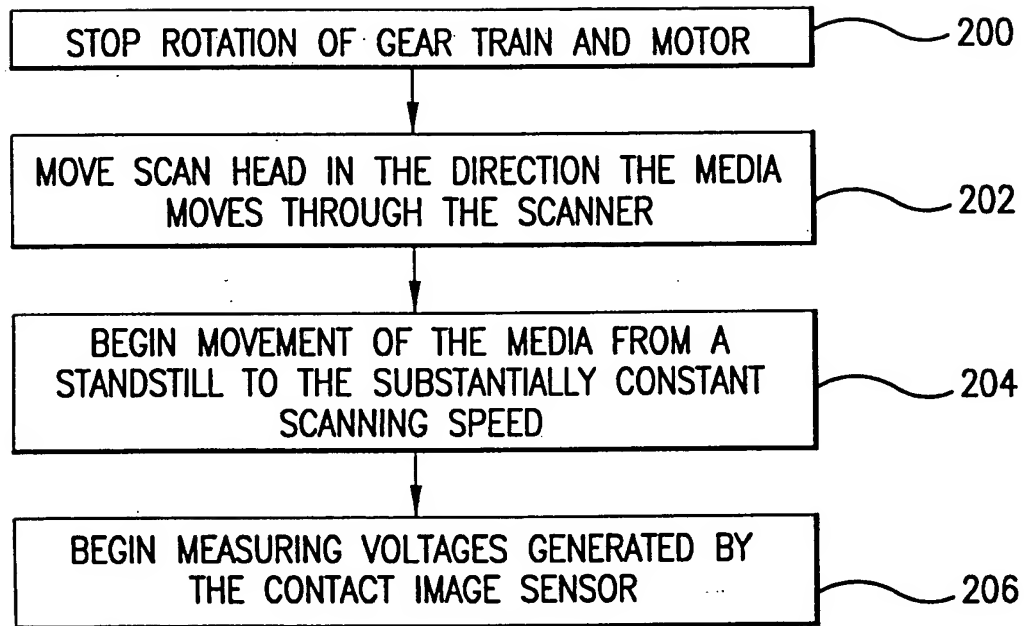 STOP ROTATION OF GEAR TRAIN AND MOTOR
200
MOVE SCAN HEAD IN THE DIRECTION THE MEDIA
MOVES THROUGH THE SCANNER
202
BEGIN MOVEMENT OF THE MEDIA FROM A
STANDSTILL TO THE SUBSTANTIALLY CONSTANT
SCANNING SPEED
204
BEGIN MEASURING VOLTAGES GENERATED BY
THE CONTACT IMAGE SENSOR
206